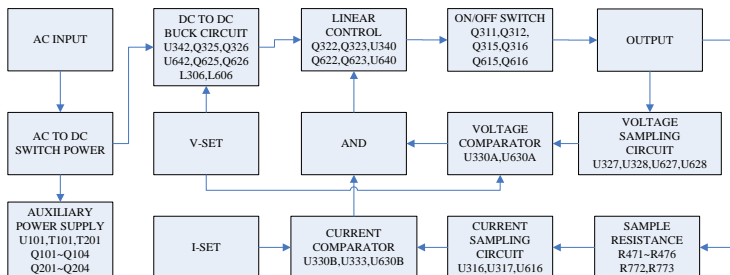 AC INPUT
DC TO DC
BUCK CIRCUIT
U342,Q325,Q326
U642,Q625,Q626
L306,L606
LINEAR
CONTROL
Q322,Q323,U340
Q622,Q623,U640
ON/OFF SWITCH
Q311,Q312,
Q315,Q316
Q615,Q616
OUTPUT
AC TO DC
SWITCH POWER
V-SET
AND
VOLTAGE
COMPARATOR
U330A,U630A
VOLTAGE
SAMPLING
CIRCUIT
U327,U328,U627,U628
AUXILIARY
POWER SUPPLY
U101,T101,T201
Q101~Q104
Q201~Q204
I-SET
CURRENT
COMPARATOR
U330B,U333,U630B
CURRENT
SAMPLING
CIRCUIT
U316,U317,U616
SAMPLE
RESISTANCE
R471~R476
R772,R773